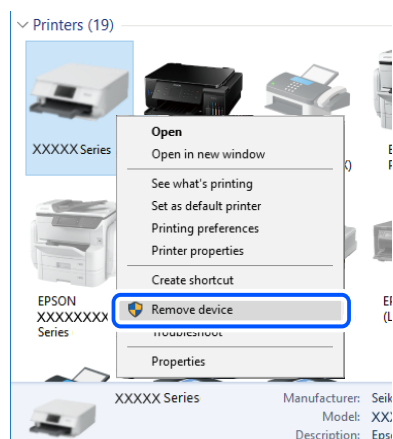 Printers (19)
XXXXX Series
Open
Open in new window
See what's printing
Set as default printer
Printing preferences
Printer properties
Create shortcut
Remove device
Troubleshoot
Properties
EPSON
XXXXXXXX
Series
XXXXX Series
Manufacturer:
Model:
Description: